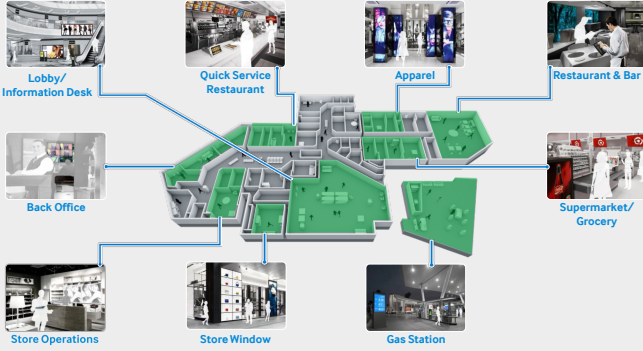 Lobby/
Information Desk
Quick Service
Restaurant
Apparel
Restaurant & Bar
Back Office
Supermarket/
Grocery
Store Operations
Store Window
Gas Station